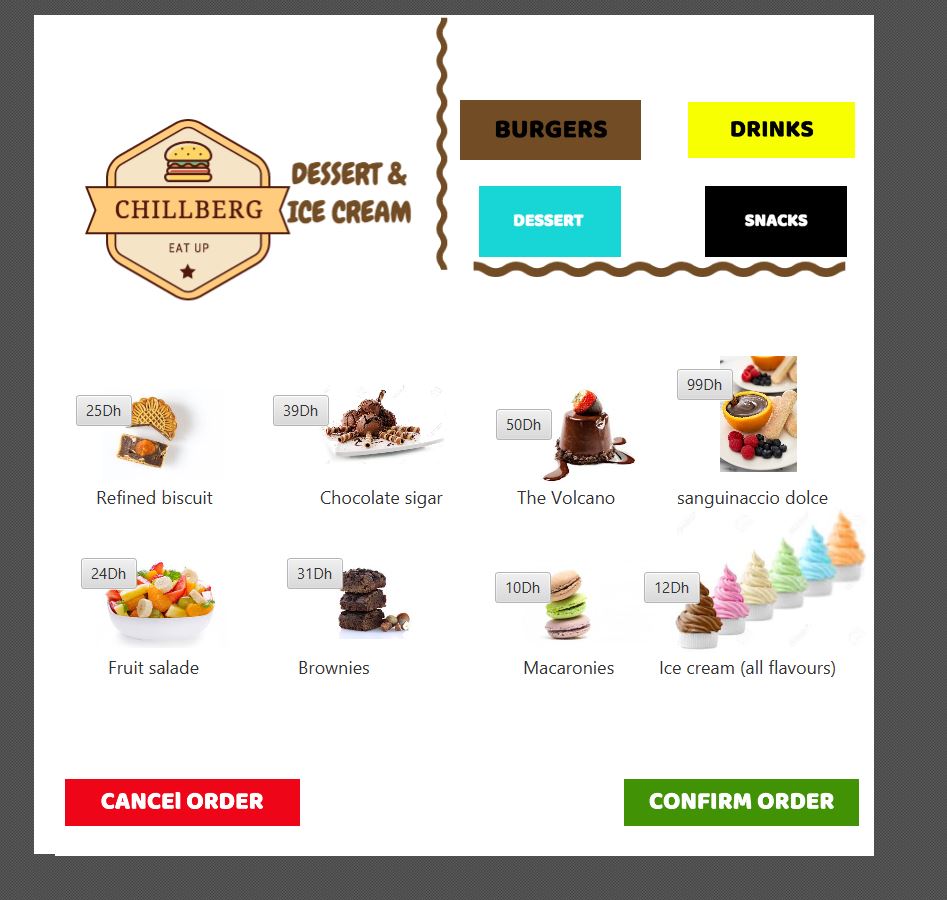 CHILLBERG
EAT UP
DESSERT &
ICE CREAM
BURGERS
DRINKS
DESSERT
SNACKS
25Dh
39Dh
50Dh
99Dh
Refined biscuit
Chocolate sigar
The Volcano
sanguinaccio dolce
24Dh
31Dh
10Dh
12Dh
Fruit salade
Brownies
Macaronies
Ice cream (all flavours)
CANCEl ORDER
CONFIRM ORDER